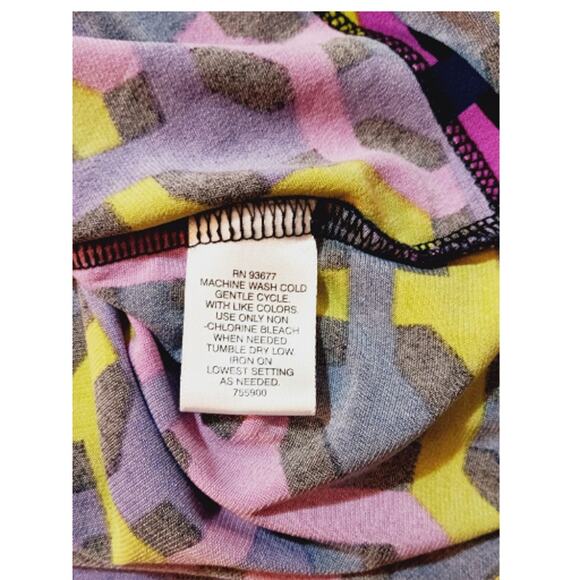 RN 93677
MACHINE WASH COLD
GENTLE CYCLE.
WITH LIKE COLORS.
USE ONLY NON
-CHLORINE BLEACH
WHEN NEEDED
TUMBLE DRY LOW.
IRON ON
LOWEST SETTING
AS NEEDED.
755900